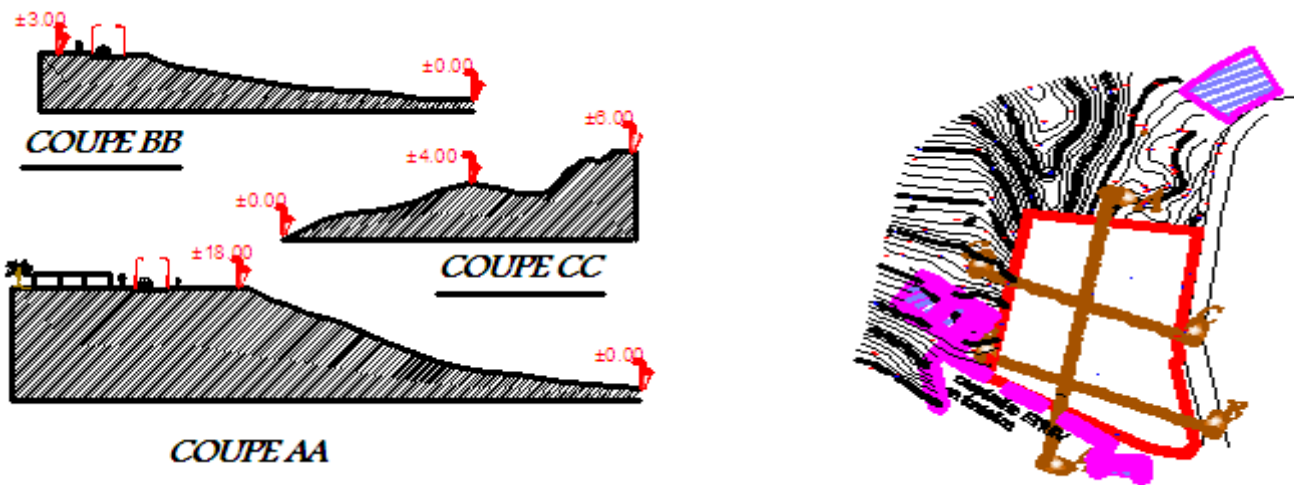 ±3.00
±0.00
COUPE BB
±6.00
±4.00
±0.00
COUPE CC
±18.00
±0.00
COUPE AA
A
C
B